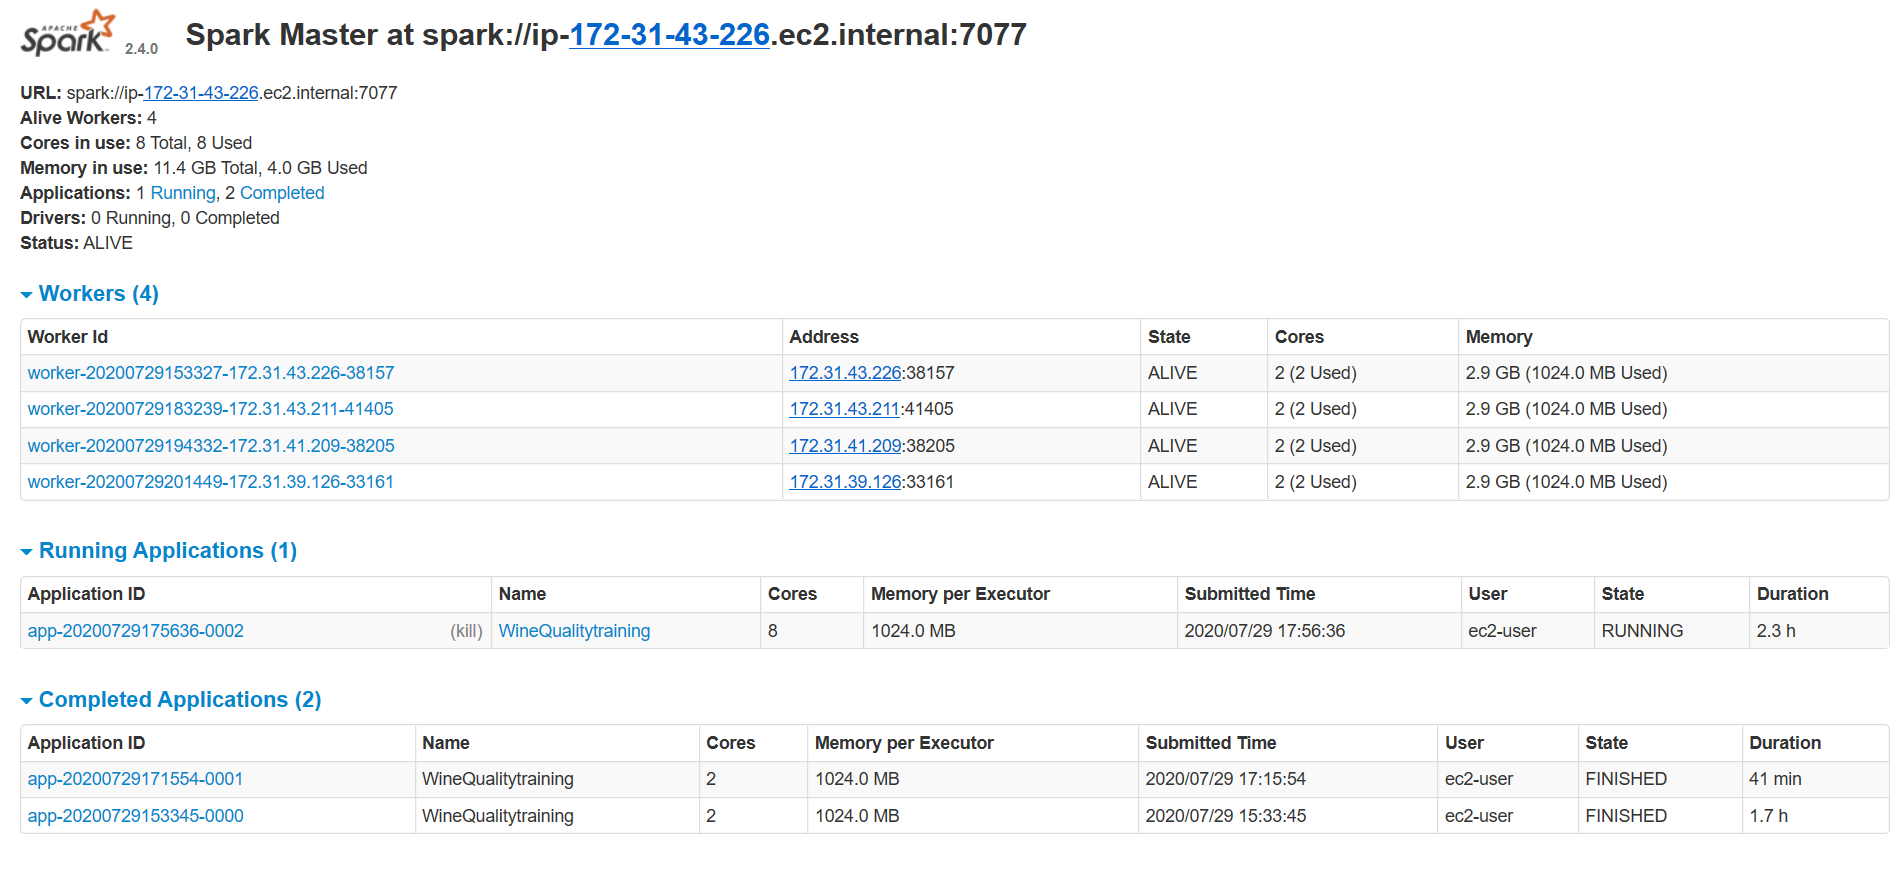 APACHE
Spark 2.4.0 Spark Master at spark://ip-172-31-43-226.ec2.internal:7077
URL: spark://ip-172-31-43-226.ec2.internal:7077
Alive Workers: 4
Cores in use: 8 Total, 8 Used
Memory in use: 11.4 GB Total, 4.0 GB Used
Applications: 1 Running, 2 Completed
Drivers: 0 Running, 0 Completed
Status: ALIVE
Workers (4)
Worker Id Address State Cores Memory
worker-20200729153327-172.31.43.226-38157 172.31.43.226:38157 ALIVE 2 (2 Used) 2.9 GB (1024.0 MB Used)
worker-20200729183239-172.31.43.211-41405 172.31.43.211:41405 ALIVE 2 (2 Used) 2.9 GB (1024.0 MB Used)
worker-20200729194332-172.31.41.209-38205 172.31.41.209:38205 ALIVE 2 (2 Used) 2.9 GB (1024.0 MB Used)
worker-20200729201449-172.31.39.126-33161 172.31.39.126:33161 ALIVE 2 (2 Used) 2.9 GB (1024.0 MB Used)
Running Applications (1)
Application ID Name Cores Memory per Executor Submitted Time User State Duration
app-20200729175636-0002 (kill) WineQualitytraining 8 1024.0 MB 2020/07/29 17:56:36 ec2-user RUNNING 2.3 h
Completed Applications (2)
Application ID Name Cores Memory per Executor Submitted Time User State Duration
app-20200729171554-0001 WineQualitytraining 2 1024.0 MB 2020/07/29 17:15:54 ec2-user FINISHED 41 min
app-20200729153345-0000 WineQualitytraining 2 1024.0 MB 2020/07/29 15:33:45 ec2-user FINISHED 1.7 h